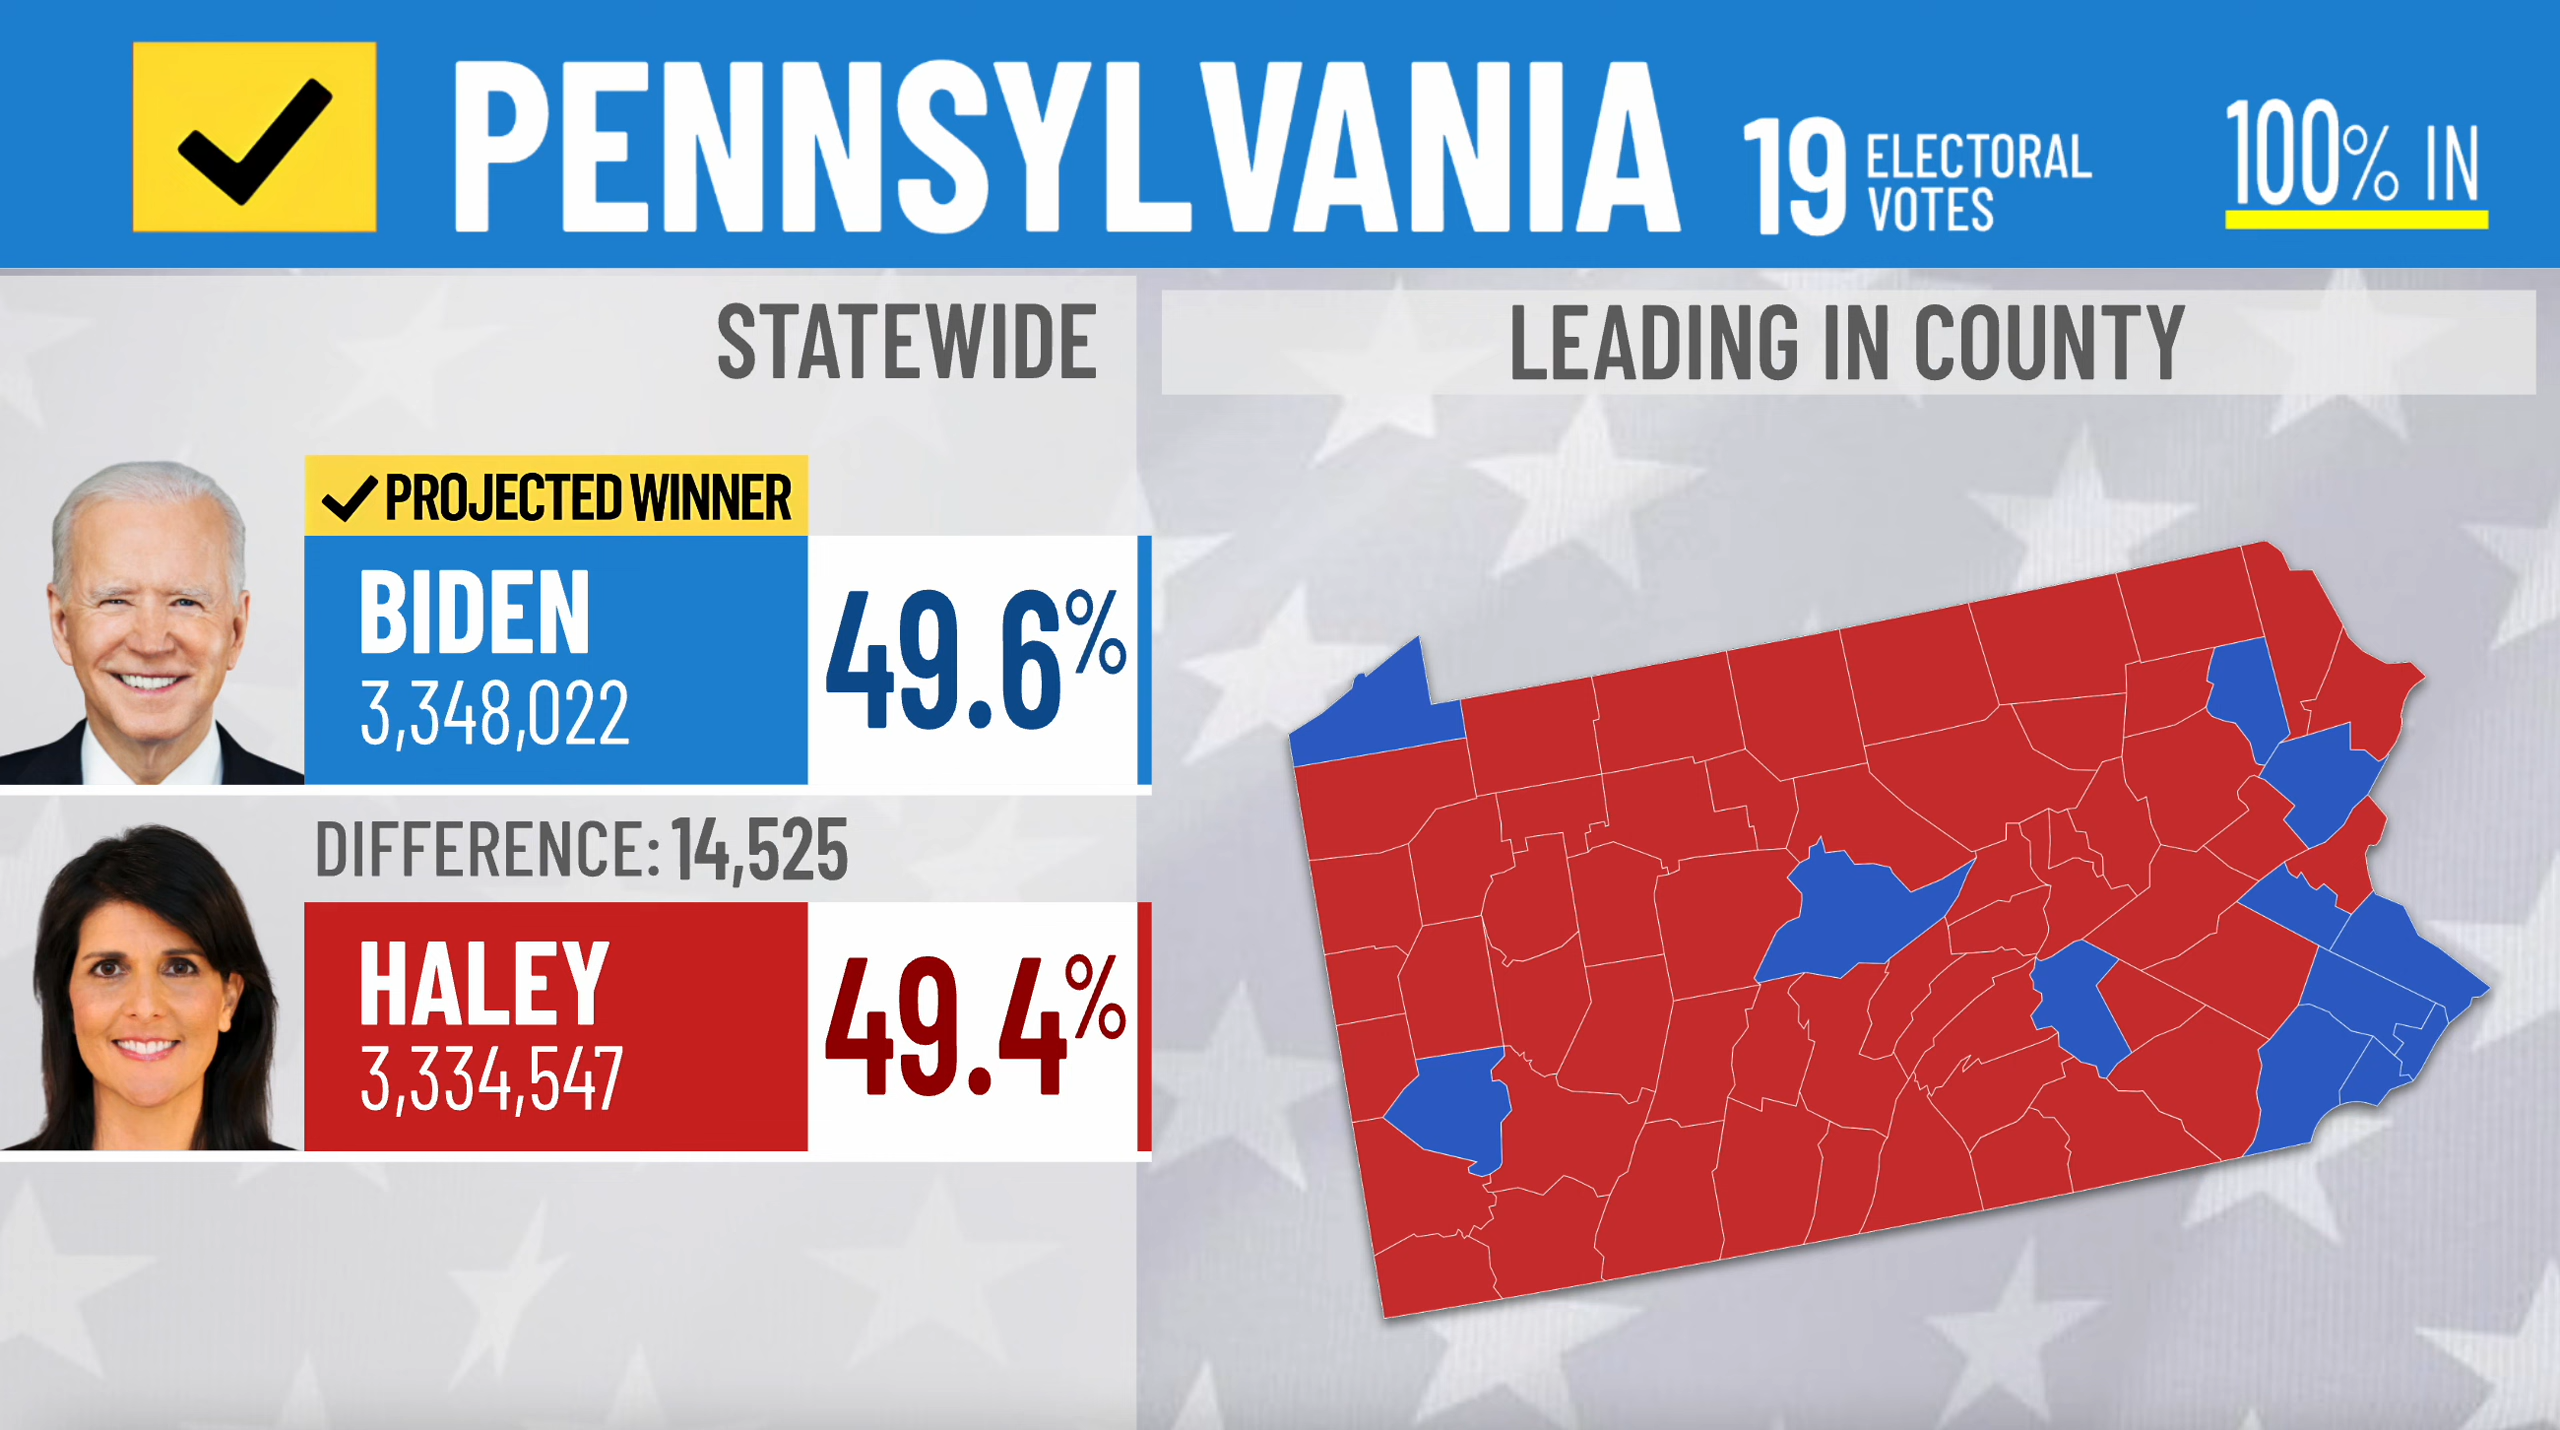 PENNSYLVANIA
19 ELECTORAL VOTES
100% IN
STATEWIDE
LEADING IN COUNTY
PROJECTED WINNER
BIDEN
3,348,022
49.6%
DIFFERENCE: 14,525
HALEY
3,334,547
49.4%